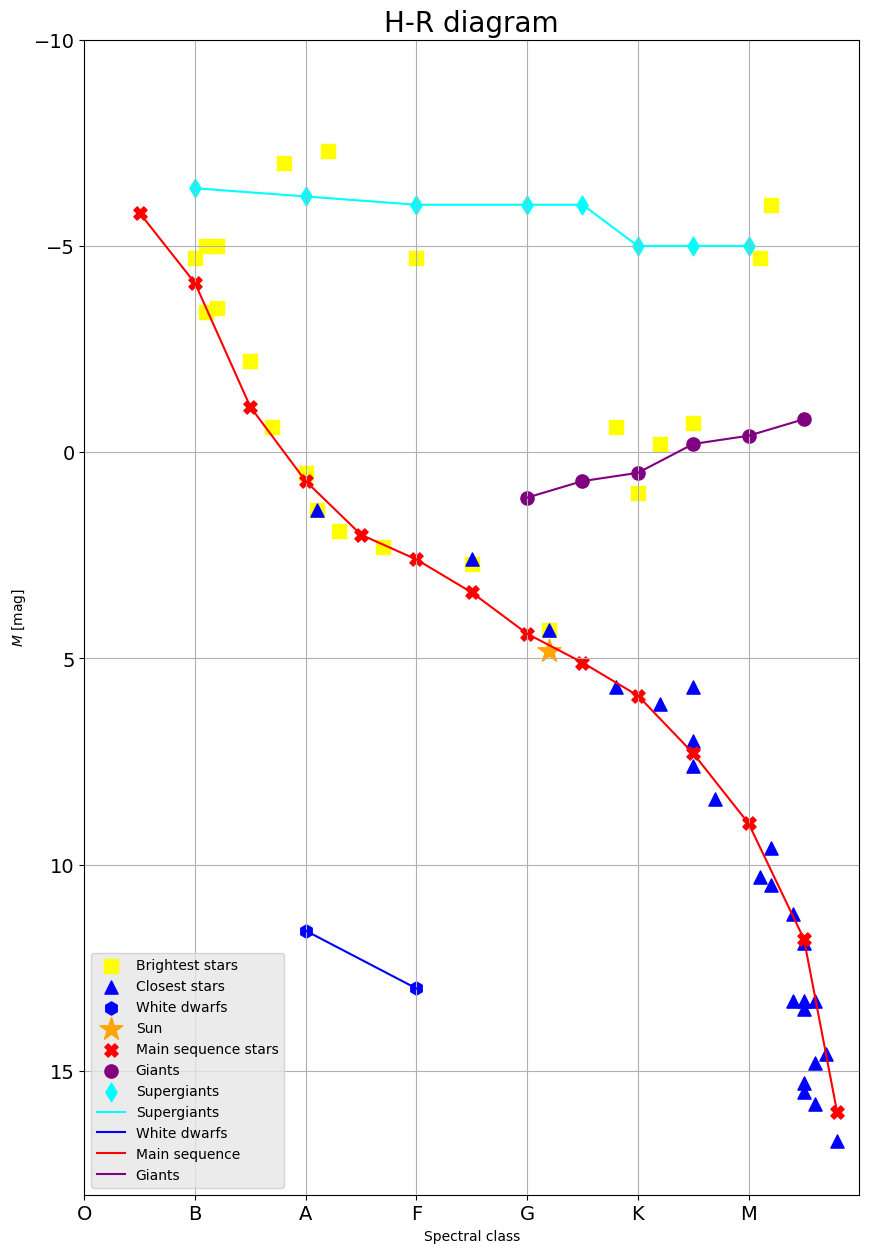 H-R diagram
−10
−5
0
5
10
15
M [mag]
Brightest stars
Closest stars
White dwarfs
Sun
Main sequence stars
Giants
Supergiants
Supergiants
White dwarfs
Main sequence
Giants
O B A F G K M
Spectral class